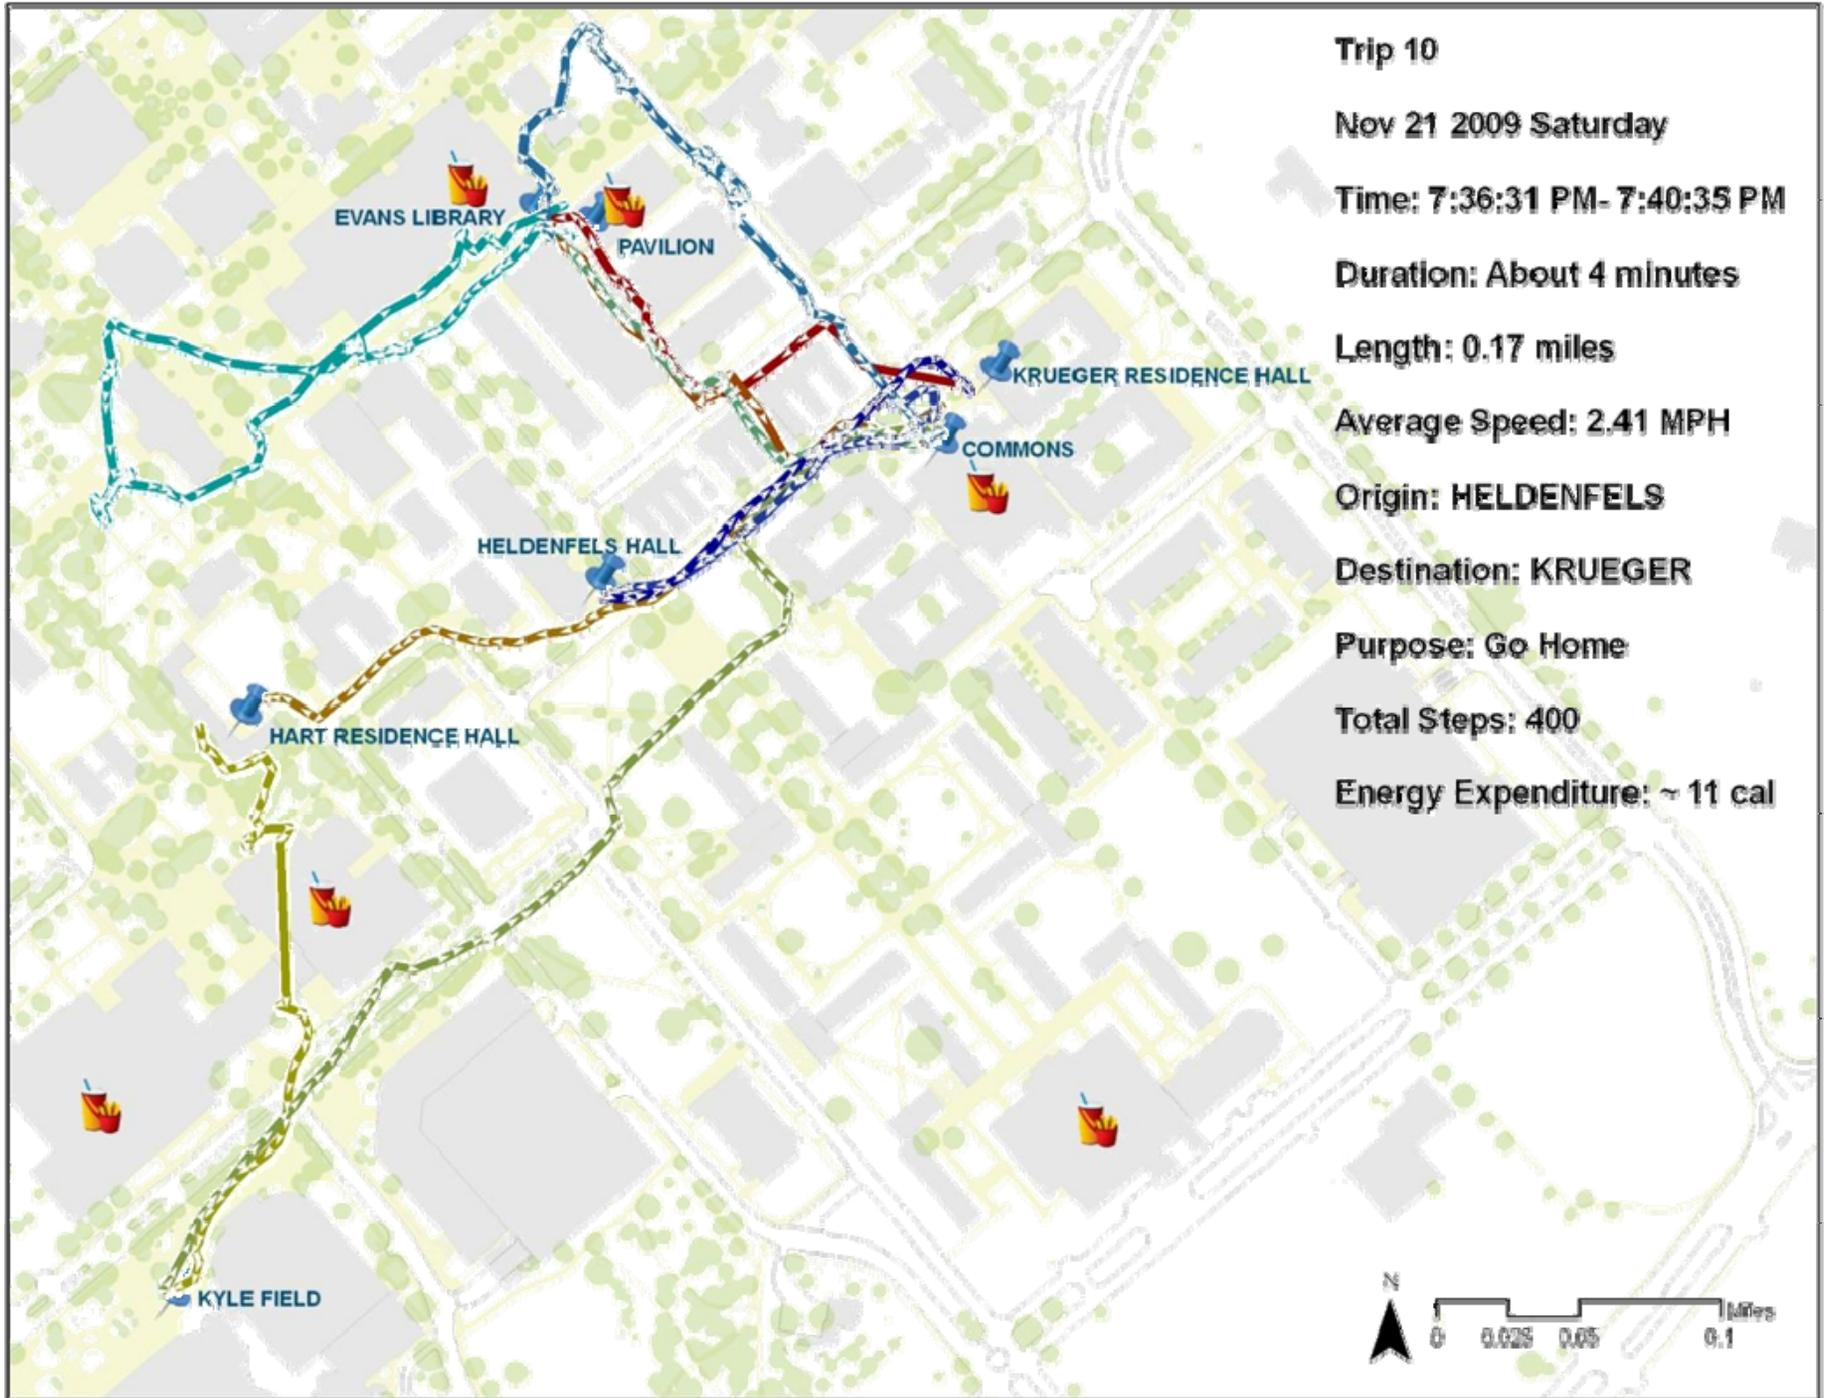 Trip 10
Nov 21 2009 Saturday
Time: 7:36:31 PM- 7:40:35 PM
Duration: About 4 minutes
Length: 0.17 miles
Average Speed: 2.41 MPH
Origin: HELDENFELS
Destination: KRUEGER
Purpose: Go Home
Total Steps: 400
Energy Expenditure: ~ 11 cal
EVANS LIBRARY
PAVILION
KRUEGER RESIDENCE HALL
COMMONS
HELDENFELS HALL
HART RESIDENCE HALL
KYLE FIELD
N
Miles
0 0.025 0.05 0.1